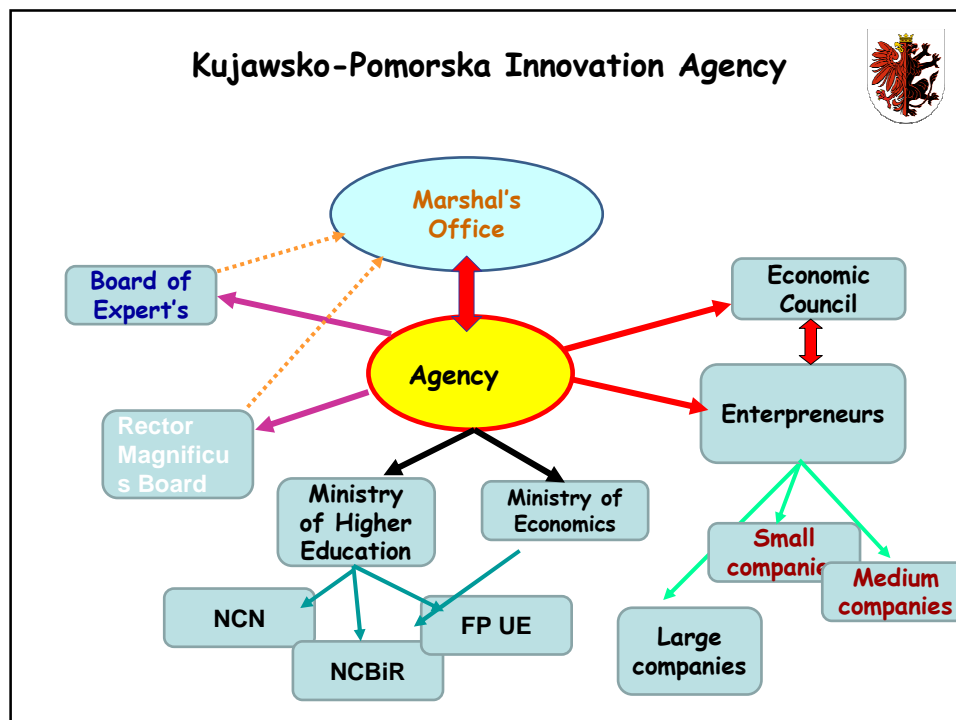 Kujawsko-Pomorska Innovation Agency
Marshal's
Office
Board of
Expert's
Economic
Council
Agency
Enterpreneurs
Rector
Magnificu
s Board
Ministry
of Higher
Education
Ministry of
Economics
Small
companie
Medium
companies
NCN
FP UE
NCBiR
Large
companies